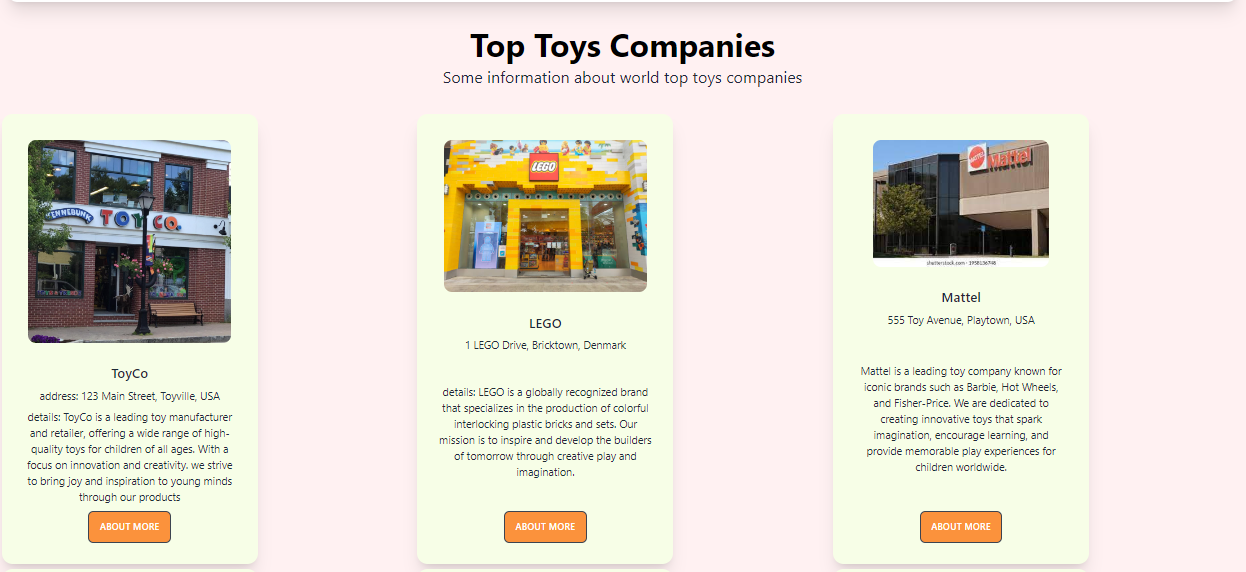 Top Toys Companies
Some information about world top toys companies
KENNEBUNK TOY CO.
ToyCo
address: 123 Main Street, Toyville, USA
details: ToyCo is a leading toy manufacturer
and retailer, offering a wide range of high-
quality toys for children of all ages. With a
focus on innovation and creativity. we strive
to bring joy and inspiration to young minds
through our products
ABOUT MORE
LEGO
LEGO
1 LEGO Drive, Bricktown, Denmark
details: LEGO is a globally recognized brand
that specializes in the production of colorful
interlocking plastic bricks and sets. Our
mission is to inspire and develop the builders
of tomorrow through creative play and
imagination.
ABOUT MORE
Mattel
shutterstock.com · 1958136748
Mattel
555 Toy Avenue, Playtown, USA
Mattel is a leading toy company known for
iconic brands such as Barbie, Hot Wheels,
and Fisher-Price. We are dedicated to
creating innovative toys that spark
imagination, encourage learning, and
provide memorable play experiences for
children worldwide.
ABOUT MORE